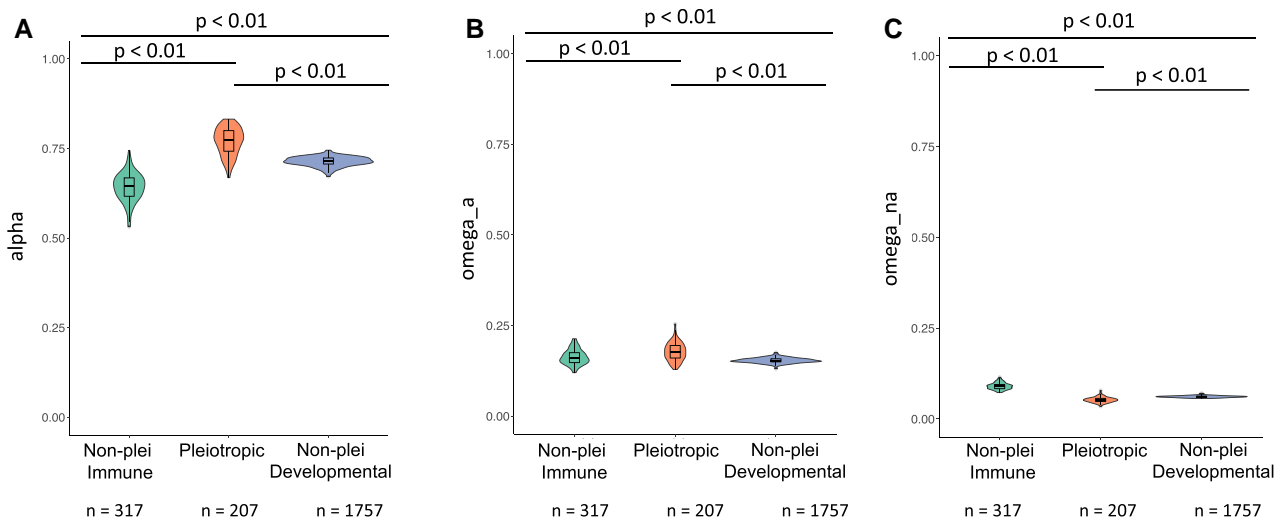 A
p < 0.01
p < 0.01
p < 0.01
1.00
0.75
0.50
0.25
0.00
alpha
Non-plei
Immune
Pleiotropic
Non-plei
Developmental
n = 317
n = 207
n = 1757
B
p < 0.01
p < 0.01
p < 0.01
1.00
0.75
0.50
0.25
0.00
omega_a
Non-plei
Immune
Pleiotropic
Non-plei
Developmental
n = 317
n = 207
n = 1757
C
p < 0.01
p < 0.01
p < 0.01
1.00
0.75
0.50
0.25
0.00
omega_na
Non-plei
Immune
Pleiotropic
Non-plei
Developmental
n = 317
n = 207
n = 1757